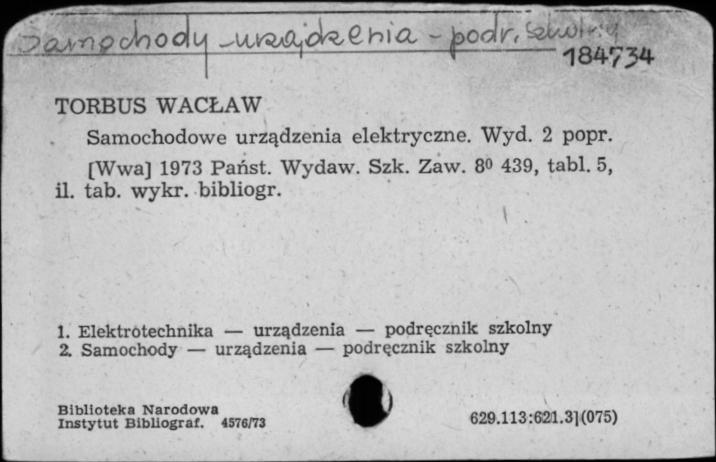 Samochody - urządzenia - podr. szkolny
184734
TORBUS WACŁAW
Samochodowe urządzenia elektryczne. Wyd. 2 popr.
[Wwa] 1973 Państ. Wydaw. Szk. Zaw. 8⁰ 439, tabl. 5,
il. tab. wykr. bibliogr.
1. Elektrotechnika — urządzenia — podręcznik szkolny
2. Samochody — urządzenia — podręcznik szkolny
Biblioteka Narodowa
Instytut Bibliograf. 4576/73
629.113:621.3](075)